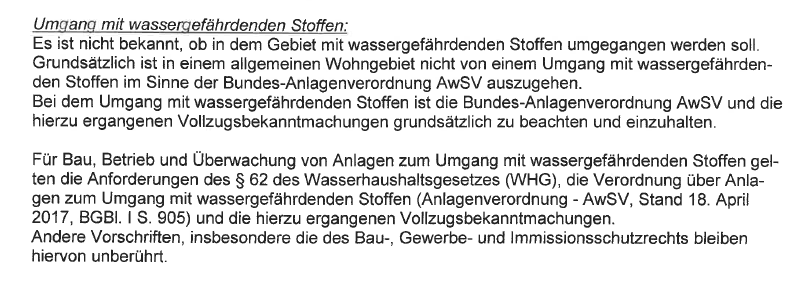 Umgang mit wassergefährdenden Stoffen:
Es ist nicht bekannt, ob in dem Gebiet mit wassergefährdenden Stoffen umgegangen werden soll.
Grundsätzlich ist in einem allgemeinen Wohngebiet nicht von einem Umgang mit wassergefährden-
den Stoffen im Sinne der Bundes-Anlagenverordnung AwSV auszugehen.
Bei dem Umgang mit wassergefährdenden Stoffen ist die Bundes-Anlagenverordnung AwSV und die
hierzu ergangenen Vollzugsbekanntmachungen grundsätzlich zu beachten und einzuhalten.
Für Bau, Betrieb und Überwachung von Anlagen zum Umgang mit wassergefährdenden Stoffen gel-
ten die Anforderungen des § 62 des Wasserhaushaltsgesetzes (WHG), die Verordnung über Anla-
gen zum Umgang mit wassergefährdenden Stoffen (Anlagenverordnung - AwSV, Stand 18. April
2017, BGBl. I S. 905) und die hierzu ergangenen Vollzugsbekanntmachungen.
Andere Vorschriften, insbesondere die des Bau-, Gewerbe- und Immissionsschutzrechts bleiben
hiervon unberührt.